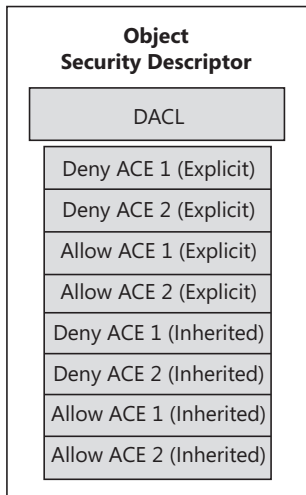 Object
Security Descriptor
DACL
Deny ACE 1 (Explicit)
Deny ACE 2 (Explicit)
Allow ACE 1 (Explicit)
Allow ACE 2 (Explicit)
Deny ACE 1 (Inherited)
Deny ACE 2 (Inherited)
Allow ACE 1 (Inherited)
Allow ACE 2 (Inherited)